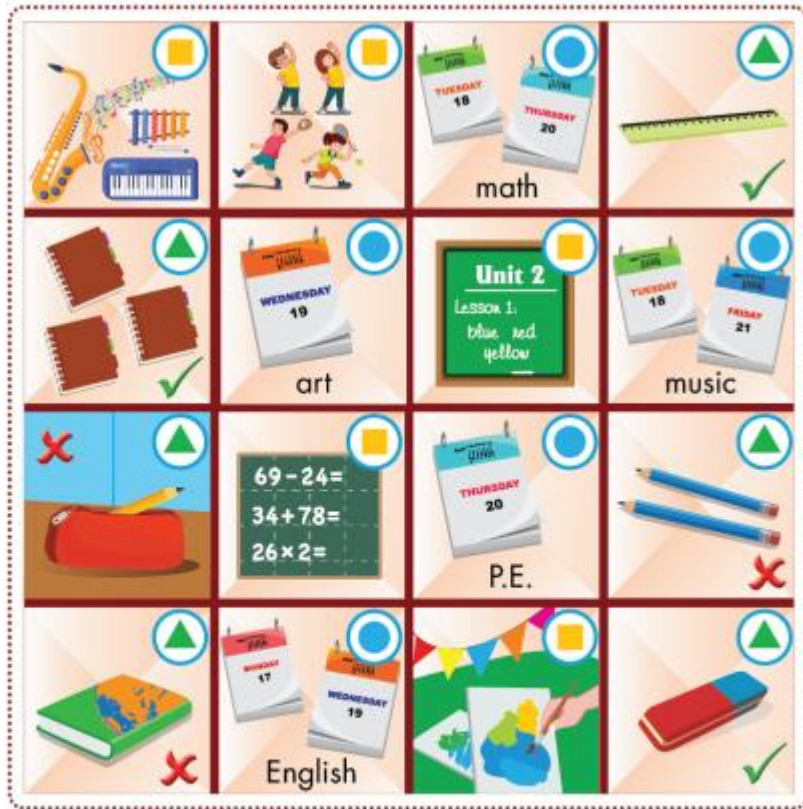 TUESDAY
18
THURSDAY
20
math
WEDNESDAY
19
art
Unit 2
Lesson 1:
blue red
yellow
TUESDAY
18
FRIDAY
21
music
69-24=
34+78=
26×2=
THURSDAY
20
P.E.
MONDAY
17
WEDNESDAY
19
English